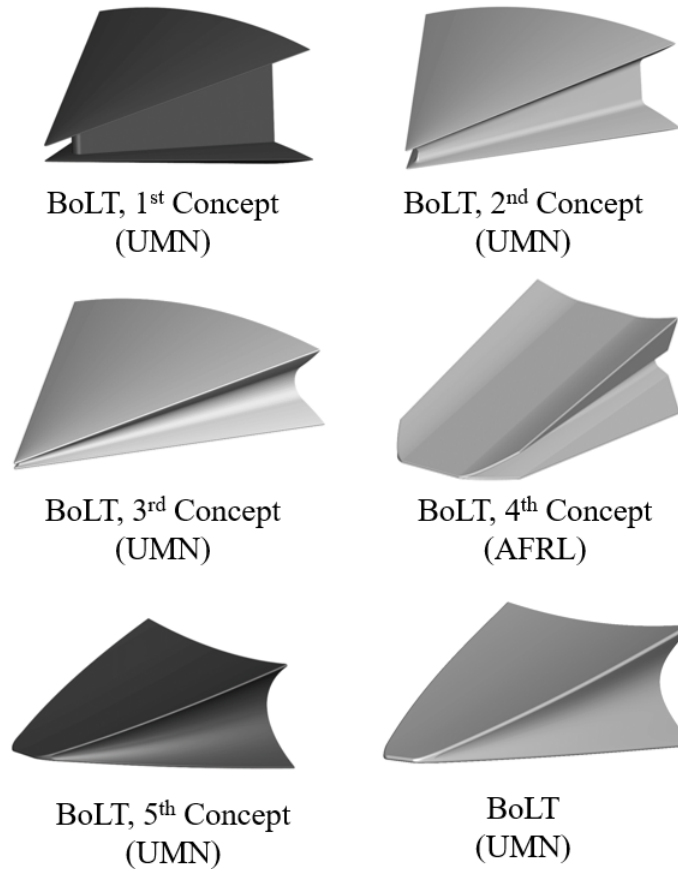 BoLT, 1st Concept
(UMN)
BoLT, 2nd Concept
(UMN)
BoLT, 3rd Concept
(UMN)
BoLT, 4th Concept
(AFRL)
BoLT, 5th Concept
(UMN)
BoLT
(UMN)